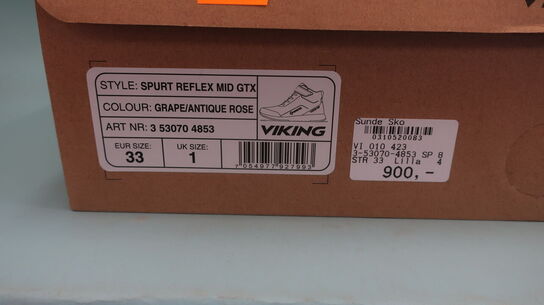 STYLE: SPURT REFLEX MID GTX
COLOUR: GRAPE/ANTIQUE ROSE
ART NR: 3 53070 4853
VIKING
EUR SIZE: UK SIZE:
33 1
7054977927993
Sunde Sko
0310520083
VI 010 423
3-53070-4853 SP 8
STR 33 Lilla 4
900,-